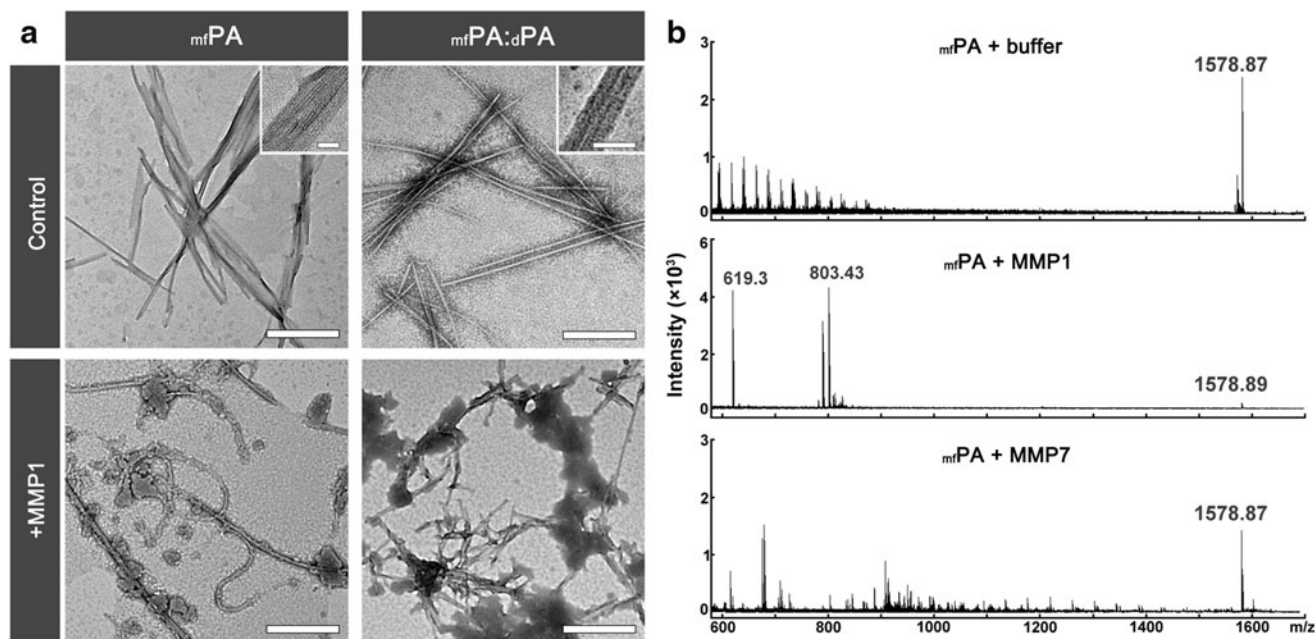 a
mfPA
mfPA:dPA
Control
+MMP1
b
Intensity (×10³)
mfPA + buffer
1578.87
3
2
1
0
mfPA + MMP1
619.3
803.43
1578.89
6
4
2
0
mfPA + MMP7
1578.87
3
2
1
0
600
800
1000
1200
1400
1600
m/z